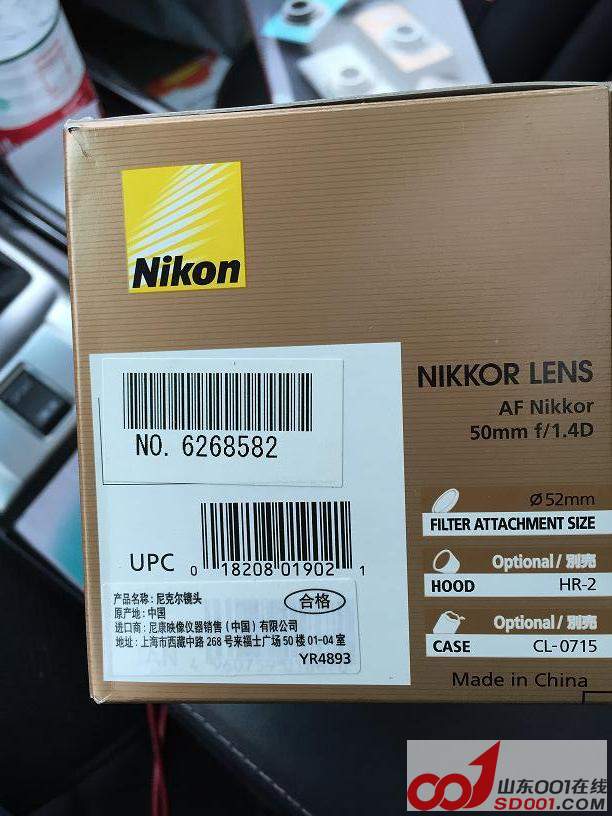 Nikon
NIKKOR LENS
AF Nikkor
50mm f/1.4D
NO. 6268582
UPC 0 18208 01902 1
产品名称: 尼克尔镜头
合格
原产地: 中国
进口商: 尼康映像仪器销售(中国)有限公司
地址: 上海市西藏中路 268 号来福士广场 50 楼 01-04 室
YR4893
Ø52mm
FILTER ATTACHMENT SIZE
Optional / 別売
HOOD HR-2
Optional / 別売
CASE CL-0715
Made in China
山东001在线
SD001.COM